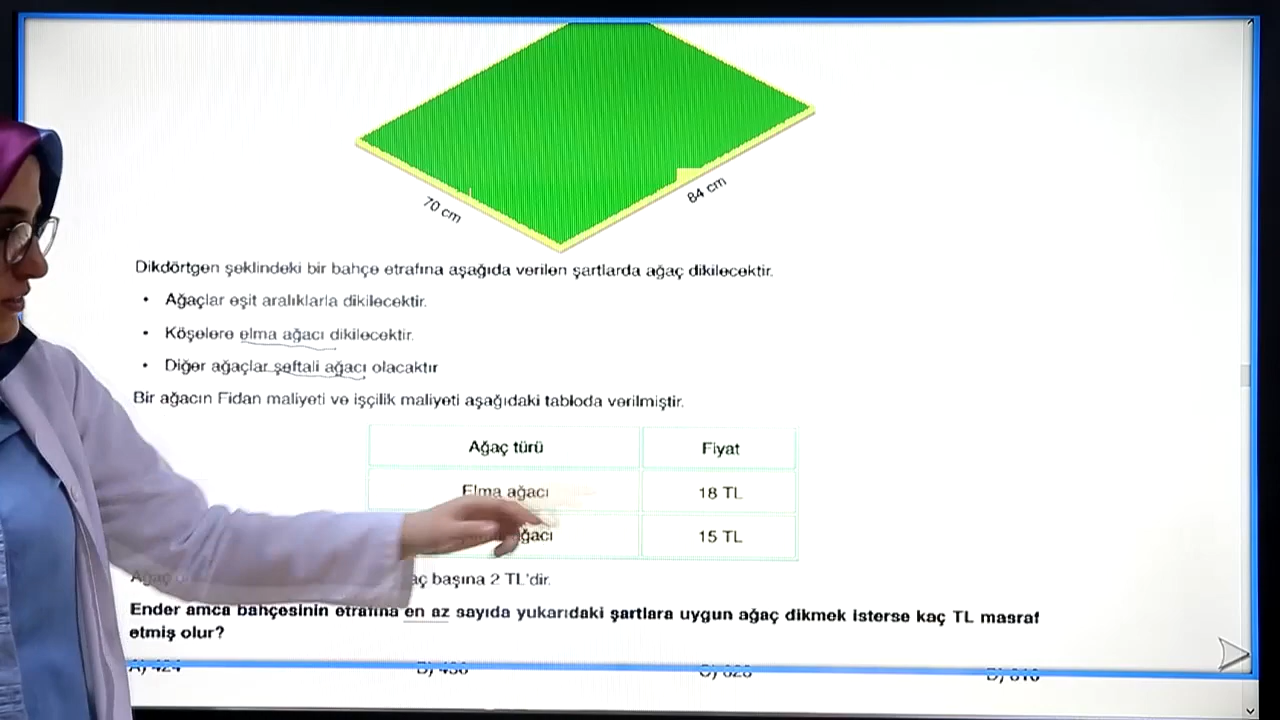 70 cm
84 cm
Dikdörtgen şeklindeki bir bahçe etrafına aşağıda verilen şartlarda ağaç dikilecektir.
• Ağaçlar eşit aralıklarla dikilecektir.
• Köşelere elma ağacı dikilecektir.
• Diğer ağaçlar şeftali ağacı olacaktır
Bir ağacın Fidan maliyeti ve işçilik maliyeti aşağıdaki tabloda verilmiştir.
Ağaç türü Fiyat
Elma ağacı 18 TL
ağacı 15 TL
Ağaç başına 2 TL'dir.
Ender amca bahçesinin etrafına en az sayıda yukarıdaki şartlara uygun ağaç dikmek isterse kaç TL masraf
etmiş olur?
A) B) C) D)